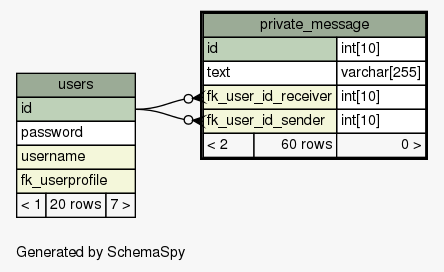 private_message
id int[10]
text varchar[255]
fk_user_id_receiver int[10]
fk_user_id_sender int[10]
< 2 60 rows 0 >
users
id
password
username
fk_userprofile
< 1 20 rows 7 >
Generated by SchemaSpy